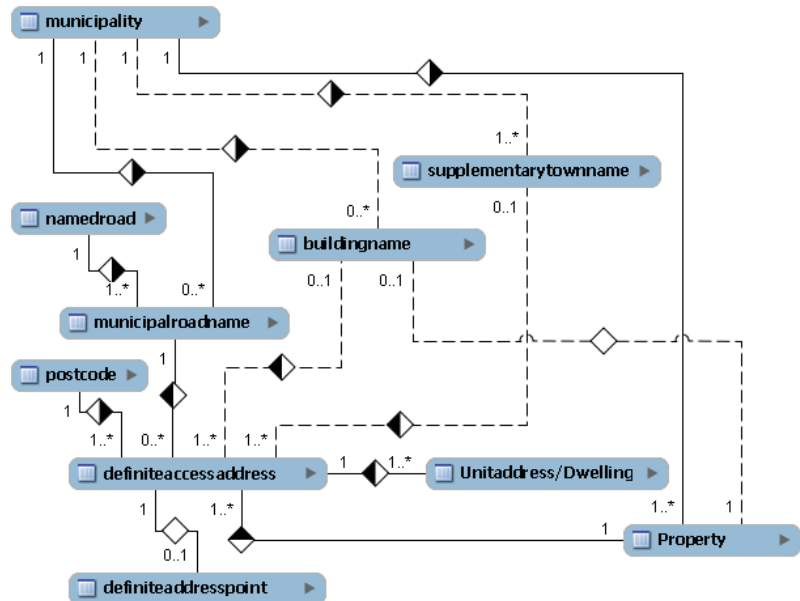 municipality
1 1 1 1
1..*
supplementarytownname
namedroad
0..*
0..1
buildingname
1
0..1 0..1
1..* 0..*
municipalroadname
1
postcode
1
1..* 0..* 1..* 1..*
definiteaccessaddress
1 1..*
Unitaddress/Dwelling
1 1..*
1..* 1
1
Property
0..1
definiteaddresspoint